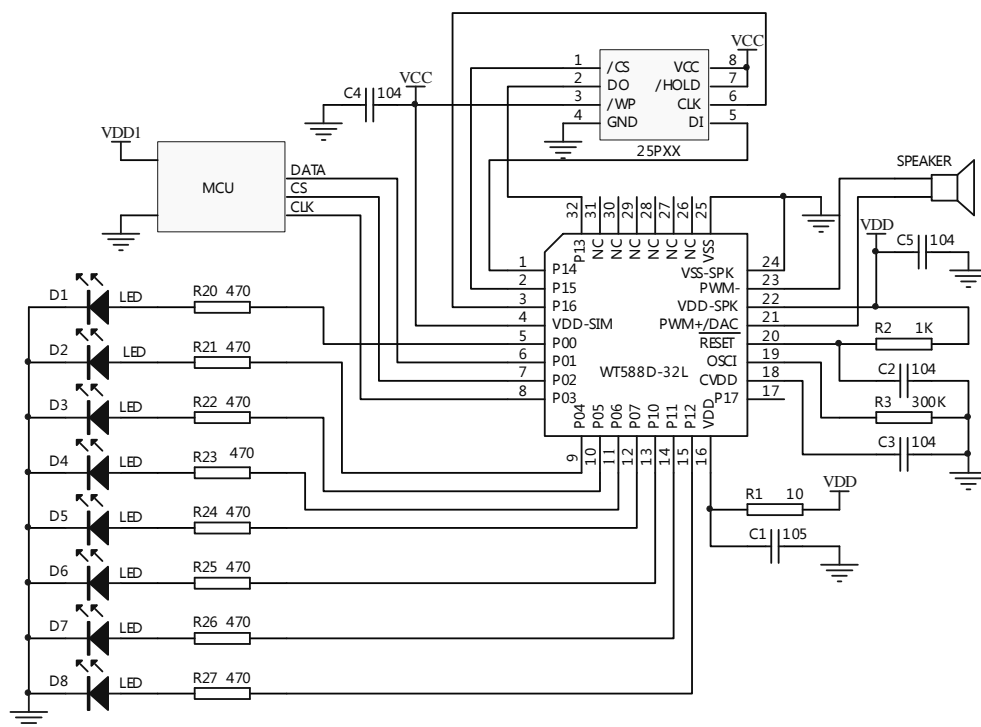 VCC
1 /CS VCC 8
2 DO /HOLD 7
3 /WP CLK 6
4 GND DI 5
25PXX
VCC
C4 104
VDD1
MCU
DATA
CS
CLK
SPEAKER
VDD
C5 104
32 31 30 29 28 27 26 25
P13 NC NC NC NC NC NC VSS
1 P14
2 P15
3 P16
4 VDD-SIM
5 P00
6 P01
7 P02
8 P03
VSS-SPK 24
PWM- 23
VDD-SPK 22
PWM+/DAC 21
RESET 20
OSCI 19
CVDD 18
P17 17
WT588D-32L
P04 P05 P06 P07 P10 P11 P12 VDD
9 10 11 12 13 14 15 16
R2 1K
C2 104
R3 300K
C3 104
R1 10
VDD
C1 105
D1 LED R20 470
D2 LED R21 470
D3 LED R22 470
D4 LED R23 470
D5 LED R24 470
D6 LED R25 470
D7 LED R26 470
D8 LED R27 470